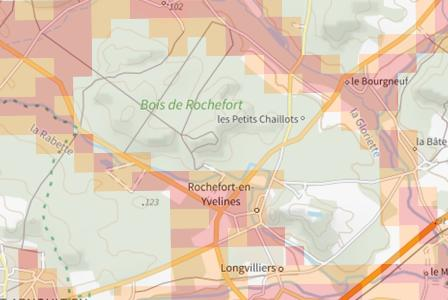 102
le Bourgneuf
Bois de Rochefort
les Petits Chaillots
la Gloriette
la Rabette
la Bâte
Rochefort-en-
Yvelines
123
Longvilliers
le M